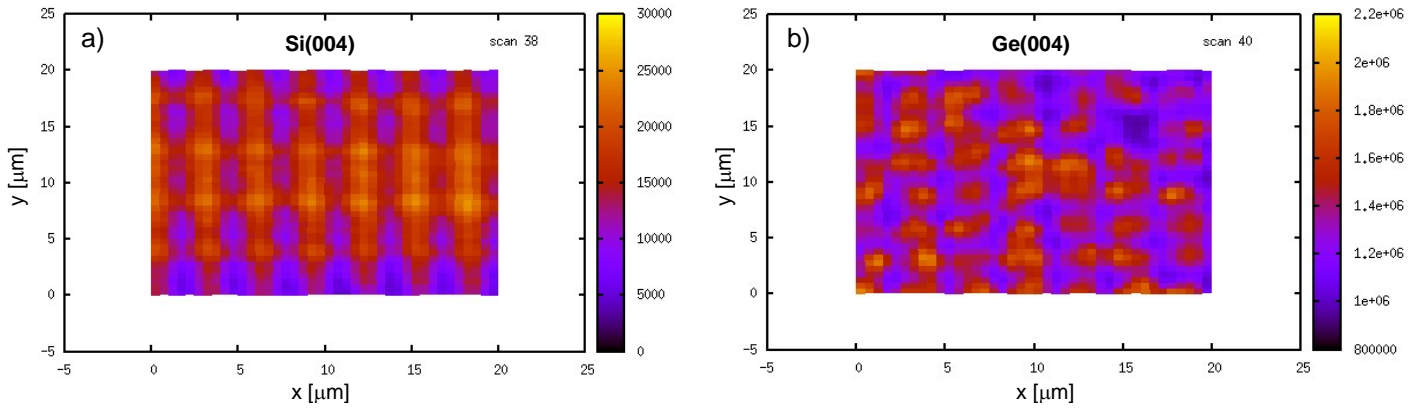 a)
Si(004)
scan 38
25
20
15
10
5
0
-5
-5
0
5
10
15
20
25
x [μm]
y [μm]
30000
25000
20000
15000
10000
5000
0
b)
Ge(004)
scan 40
25
20
15
10
5
0
-5
-5
0
5
10
15
20
25
x [μm]
y [μm]
2.2e+06
2e+06
1.8e+06
1.6e+06
1.4e+06
1.2e+06
1e+06
800000